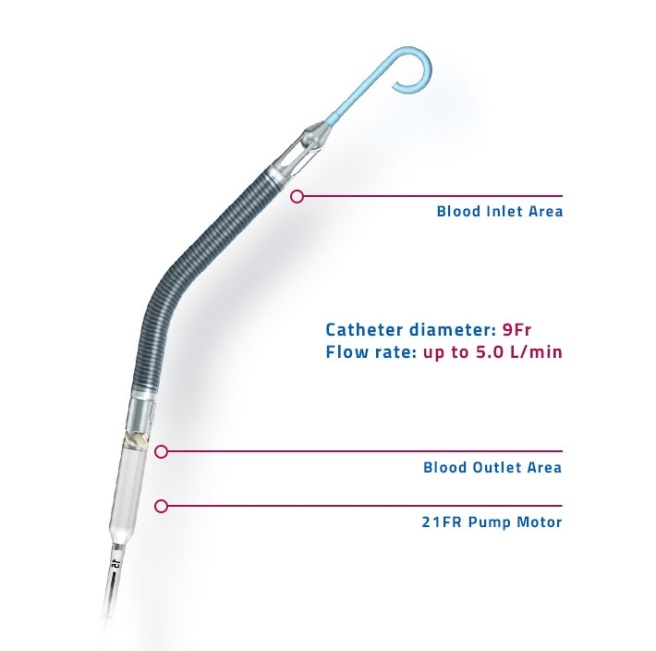 Blood Inlet Area
Catheter diameter: 9Fr
Flow rate: up to 5.0 L/min
Blood Outlet Area
21FR Pump Motor